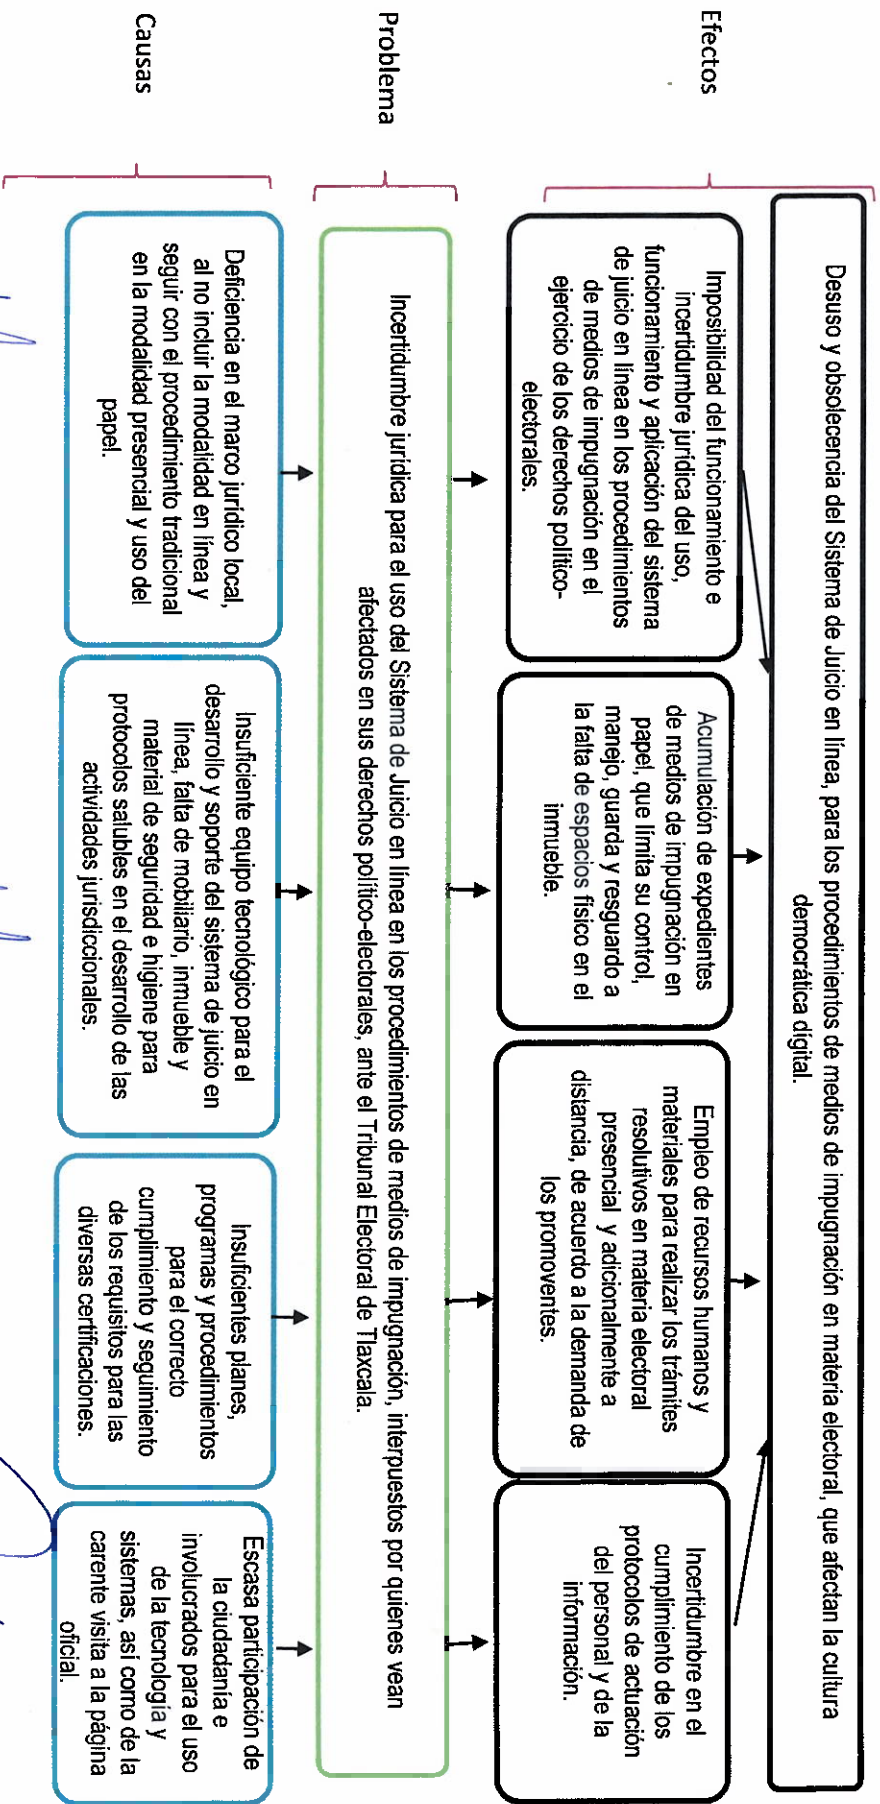 Efectos
Desuso y obsolecencia del Sistema de Juicio en línea, para los procedimientos de medios de impugnación en materia electoral, que afectan la cultura
democrática digital.
Imposibilidad del funcionamiento e
incertidumbre jurídica del uso,
funcionamiento y aplicación del sistema
de juicio en línea en los procedimientos
de medios de impugnación en el
ejercicio de los derechos político-
electorales.
Acumulación de expedientes
de medios de impugnación en
papel, que límita su control,
manejo, guarda y resguardo a
la falta de espacios físico en el
inmueble.
Empleo de recursos humanos y
materiales para realizar los trámites
resolutivos en materia electoral
presencial y adicionalmente a
distancia, de acuerdo a la demanda de
los promoventes.
Incertidumbre en el
cumplimiento de los
protocolos de actuación
del personal y de la
información.
Problema
Incertidumbre jurídica para el uso del Sistema de Juicio en línea en los procedimientos de medios de impugnación, interpuestos por quienes vean
afectados en sus derechos político-electorales, ante el Tribunal Electoral de Tlaxcala.
Causas
Deficiencia en el marco jurídico local,
al no incluir la modalidad en línea y
seguir con el procedimiento tradicional
en la modalidad presencial y uso del
papel.
Insuficiente equipo tecnológico para el
desarrollo y soporte del sistema de juicio en
línea, falta de mobiliario, inmueble y
material de seguridad e higiene para
protocolos salubles en el desarrollo de las
actividades jurisdiccionales.
Insuficientes planes,
programas y procedimientos
para el correcto
cumplimiento y seguimiento
de los requisitos para las
diversas certificaciones.
Escasa participación de
la ciudadanía e
involucrados para el uso
de la tecnología y
sistemas, así como de la
carente visita a la página
oficial.